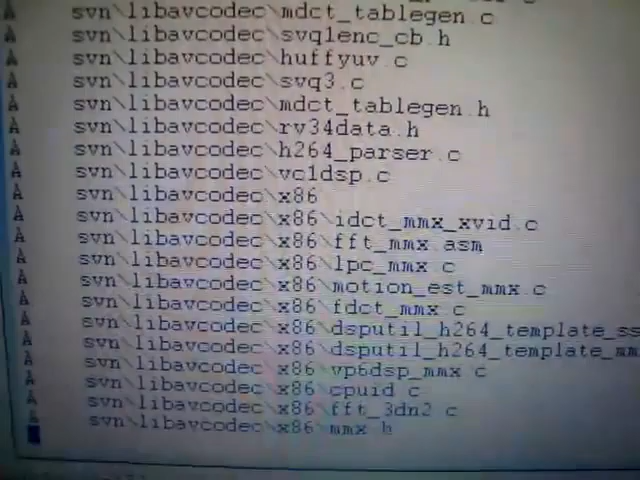 A svn\libavcodec\mdct_tablegen.c
A svn\libavcodec\svq1enc_cb.h
A svn\libavcodec\huffyuv.c
A svn\libavcodec\svq3.c
A svn\libavcodec\mdct_tablegen.h
A svn\libavcodec\rv34data.h
A svn\libavcodec\h264_parser.c
A svn\libavcodec\vc1dsp.c
A svn\libavcodec\x86
A svn\libavcodec\x86\idct_mmx_xvid.c
A svn\libavcodec\x86\fft_mmx.asm
A svn\libavcodec\x86\lpc_mmx.c
A svn\libavcodec\x86\motion_est_mmx.c
A svn\libavcodec\x86\fdct_mmx.c
A svn\libavcodec\x86\dsputil_h264_template_ss
A svn\libavcodec\x86\dsputil_h264_template_mm
A svn\libavcodec\x86\vp6dsp_mmx.c
A svn\libavcodec\x86\cpuid.c
A svn\libavcodec\x86\fft_3dn2.c
A svn\libavcodec\x86\mmx.h